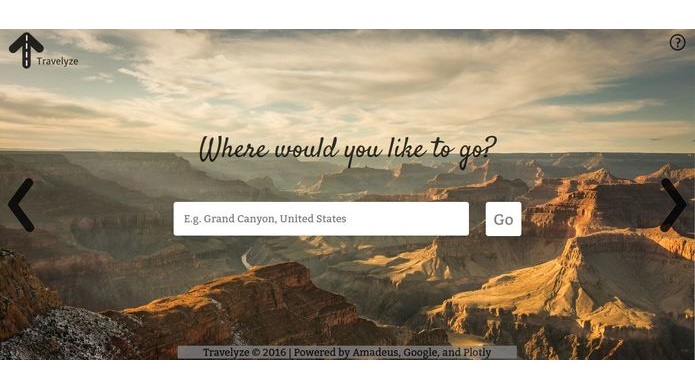 Travelyze
?
Where would you like to go?
E.g. Grand Canyon, United States
Go
Travelyze © 2016 | Powered by Amadeus, Google, and Plotly